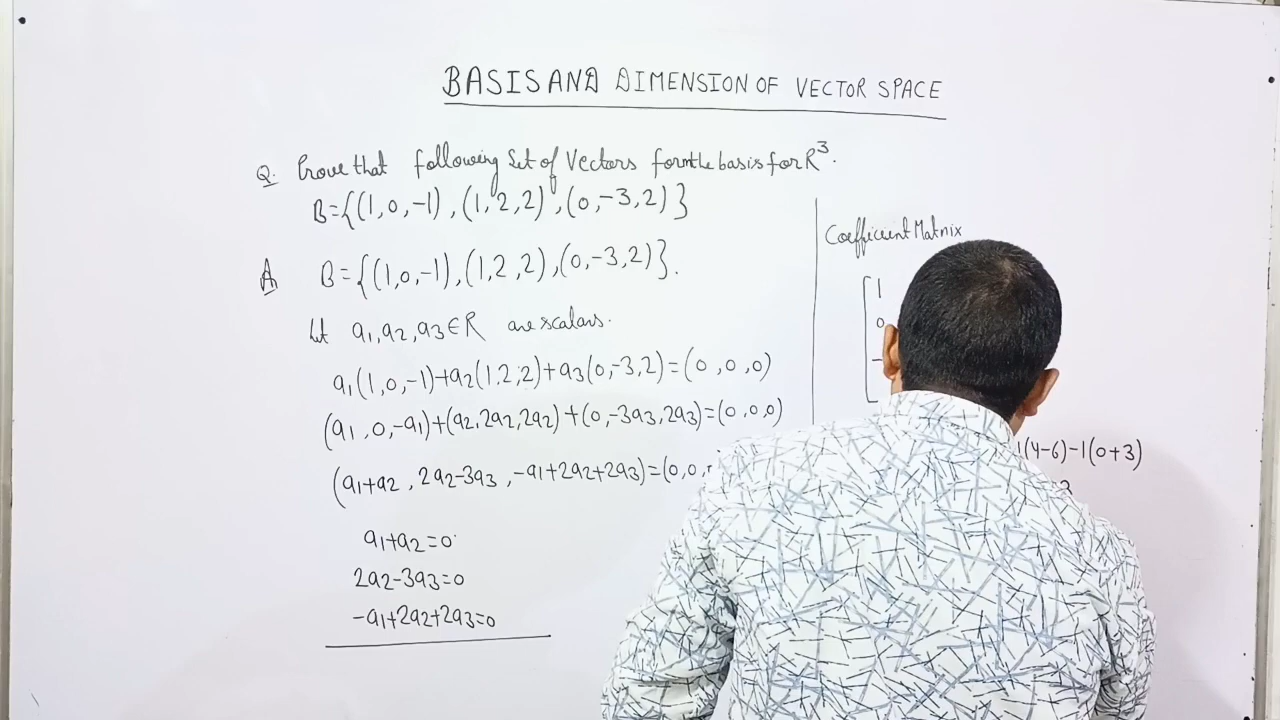 BASIS AND DIMENSION OF VECTOR SPACE
Q. Prove that following Set of Vectors form the basis for R³.
B={(1,0,-1),(1,2,2),(0,-3,2)}
A B={(1,0,-1),(1,2,2),(0,-3,2)}.
Let a₁,a₂,a₃∈R are scalars.
a₁(1,0,-1)+a₂(1,2,2)+a₃(0,-3,2)=(0,0,0)
(a₁,0,-a₁)+(a₂,2a₂,2a₂)+(0,-3a₃,2a₃)=(0,0,0)
(a₁+a₂,2a₂-3a₃,-a₁+2a₂+2a₃)=(0,0,
a₁+a₂=0
2a₂-3a₃=0
-a₁+2a₂+2a₃=0
Coefficient Matrix
1
0
-
1(4-6)-1(0+3)